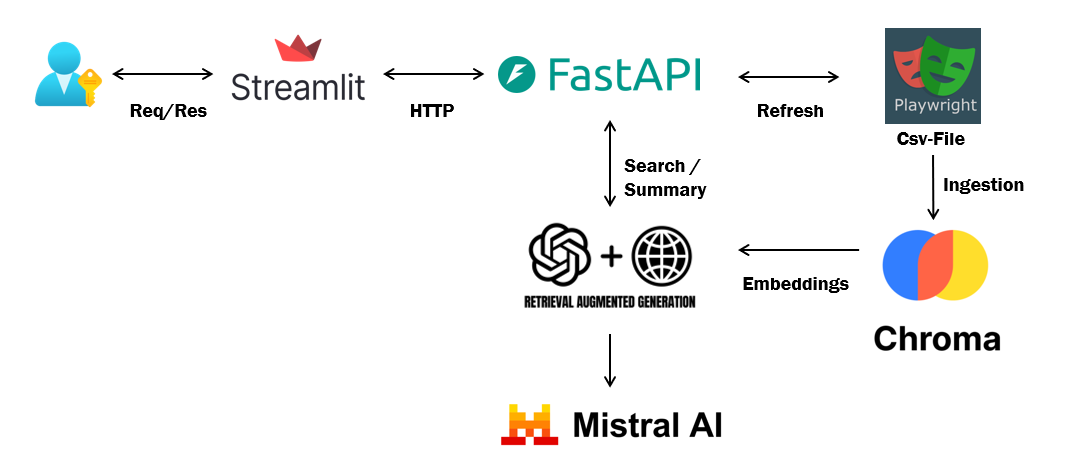 Streamlit
FastAPI
Playwright
Req/Res
HTTP
Refresh
Csv-File
Search /
Summary
Ingestion
RETRIEVAL AUGMENTED GENERATION
Embeddings
Chroma
Mistral AI